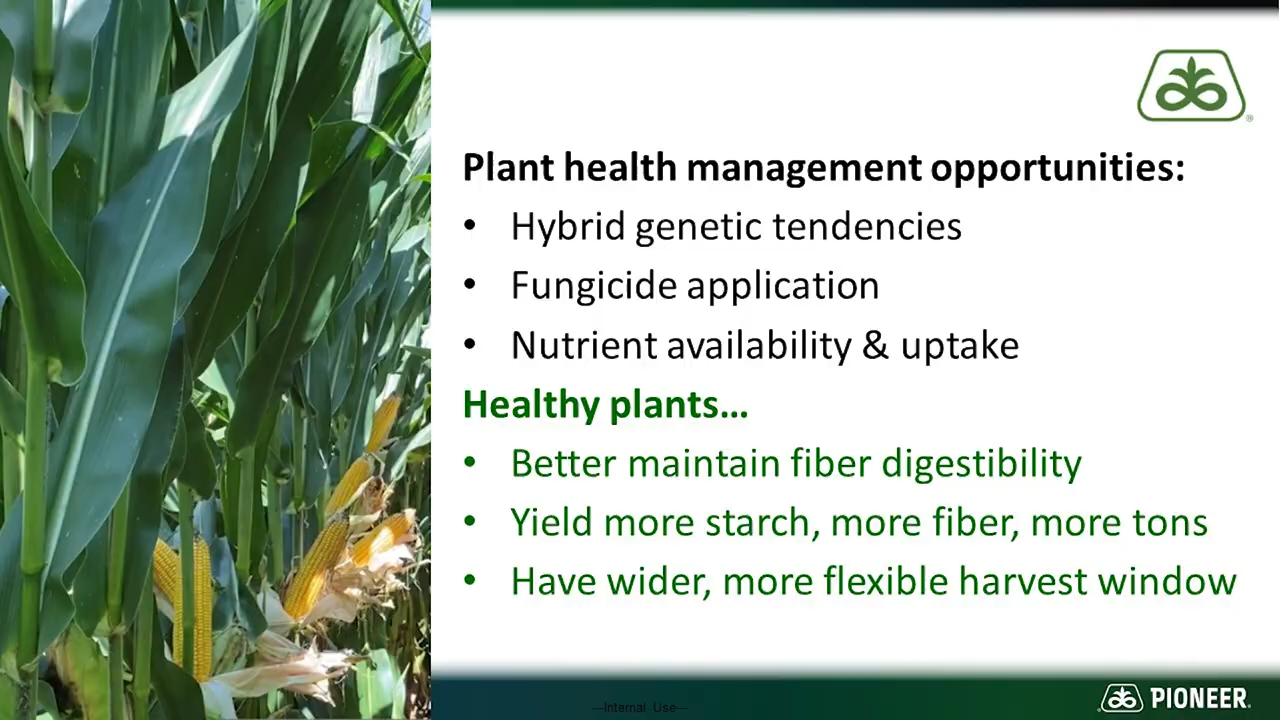 Plant health management opportunities:
• Hybrid genetic tendencies
• Fungicide application
• Nutrient availability & uptake
Healthy plants…
• Better maintain fiber digestibility
• Yield more starch, more fiber, more tons
• Have wider, more flexible harvest window
---Internal Use---
PIONEER